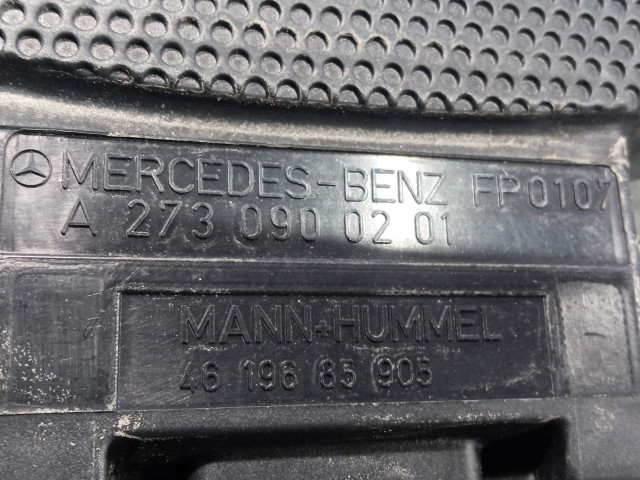 MERCEDES-BENZ FP0107
A 273 090 02 01
MANN+HUMMEL
46 196 85 905